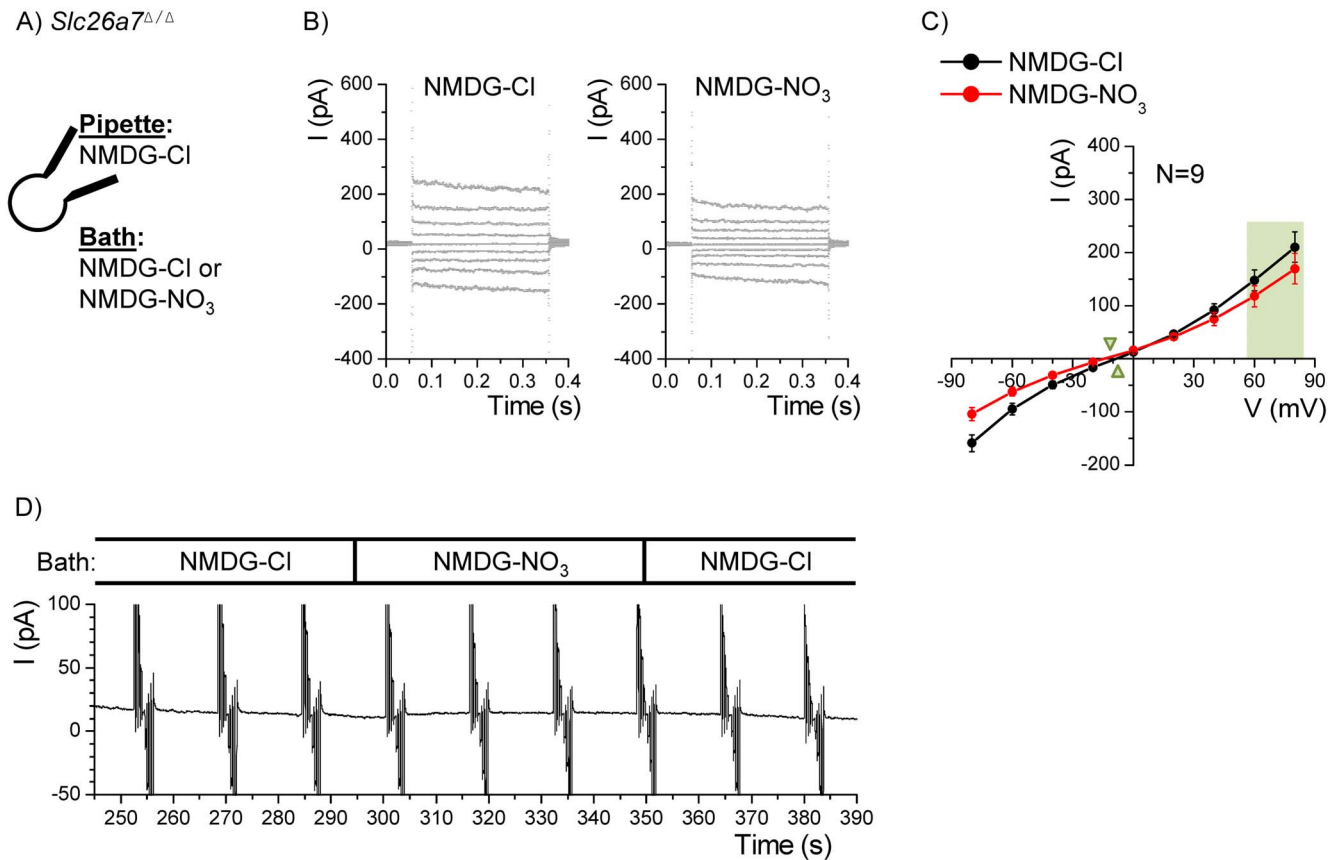 A) Slc26a7Δ/Δ
Pipette:
NMDG-Cl
Bath:
NMDG-Cl or
NMDG-NO3
B)
NMDG-Cl
I (pA)
600
400
200
0
-200
-400
0.0 0.1 0.2 0.3 0.4
Time (s)
NMDG-NO3
I (pA)
600
400
200
0
-200
-400
0.0 0.1 0.2 0.3 0.4
Time (s)
C)
NMDG-Cl
NMDG-NO3
I (pA)
N=9
400
300
200
100
-100
-200
-90 -60 -30 30 60 90
V (mV)
D)
Bath: NMDG-Cl NMDG-NO3 NMDG-Cl
I (pA)
100
50
0
-50
250 260 270 280 290 300 310 320 330 340 350 360 370 380 390
Time (s)